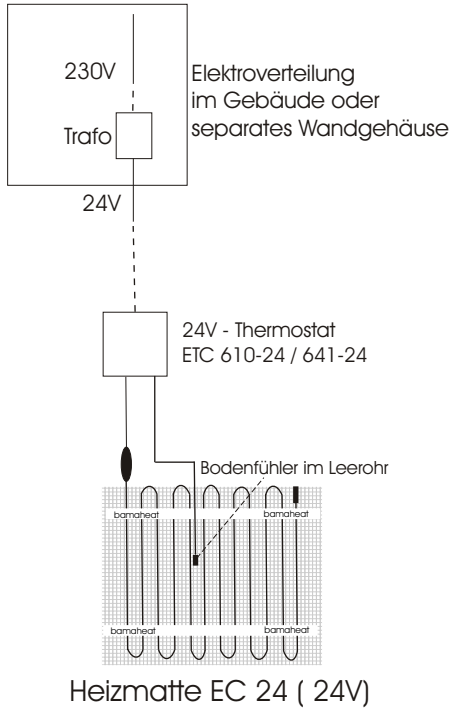 230V
Elektroverteilung
im Gebäude oder
separates Wandgehäuse
Trafo
24V
24V - Thermostat
ETC 610-24 / 641-24
Bodenfühler im Leerohr
bamaheat
bamaheat
bamaheat
bamaheat
Heizmatte EC 24 ( 24V)